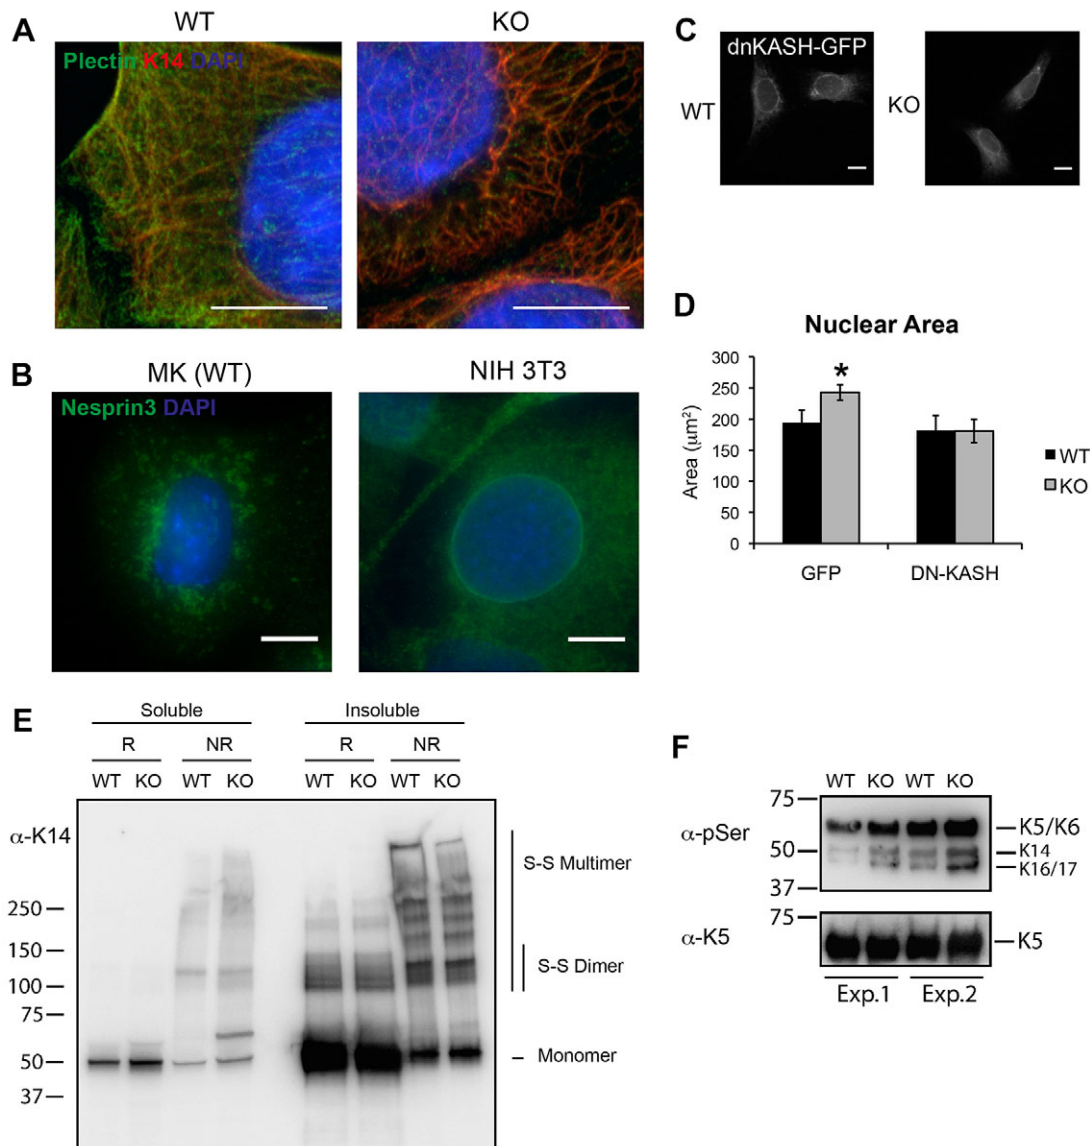 A
WT
KO
Plectin K14 DAPI
B
MK (WT)
NIH 3T3
Nesprin3 DAPI
C
dnKASH-GFP
WT
KO
D
Nuclear Area
300
250
200
150
100
50
0
Area (μm²)
*
GFP
DN-KASH
WT
KO
E
Soluble
Insoluble
R
NR
R
NR
WT KO WT KO WT KO WT KO
α-K14
250
150
100
75
50
37
S-S Multimer
S-S Dimer
Monomer
F
WT KO WT KO
75
α-pSer
50
37
K5/K6
K14
K16/17
75
α-K5
K5
Exp.1 Exp.2